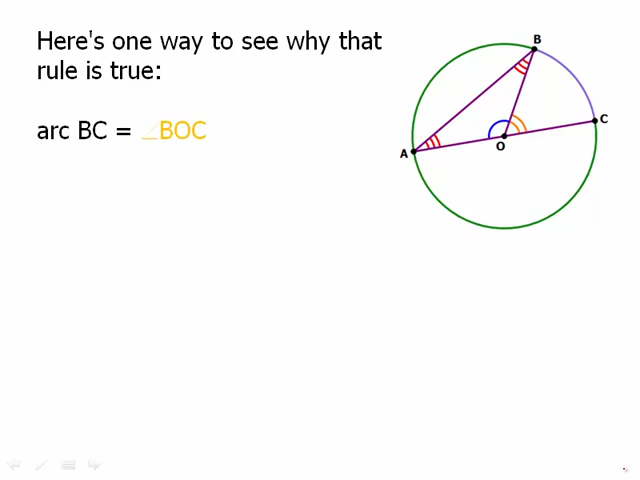 Here's one way to see why that
rule is true:
arc BC = ∠BOC
B
C
O
A